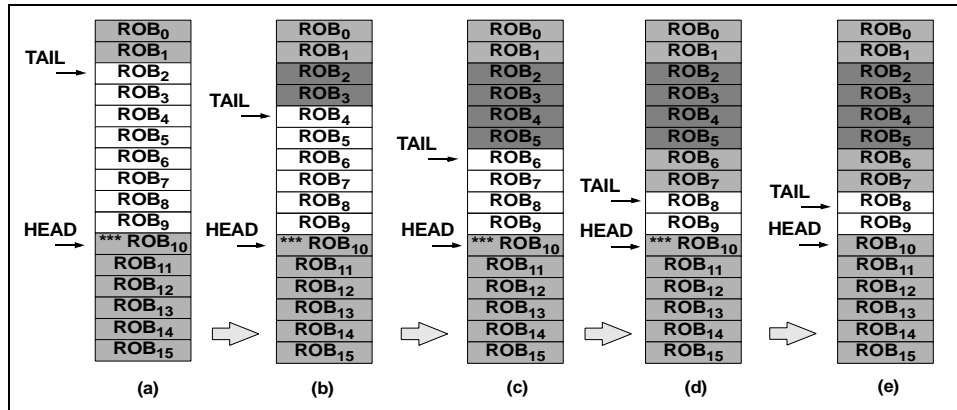 ROB0
ROB1
TAIL
ROB2
ROB3
ROB4
ROB5
ROB6
ROB7
ROB8
ROB9
HEAD
*** ROB10
ROB11
ROB12
ROB13
ROB14
ROB15
(a)
ROB0
ROB1
ROB2
ROB3
TAIL
ROB4
ROB5
ROB6
ROB7
ROB8
ROB9
HEAD
*** ROB10
ROB11
ROB12
ROB13
ROB14
ROB15
(b)
ROB0
ROB1
ROB2
ROB3
ROB4
ROB5
TAIL
ROB6
ROB7
ROB8
ROB9
HEAD
*** ROB10
ROB11
ROB12
ROB13
ROB14
ROB15
(c)
ROB0
ROB1
ROB2
ROB3
ROB4
ROB5
ROB6
ROB7
TAIL
ROB8
ROB9
HEAD
*** ROB10
ROB11
ROB12
ROB13
ROB14
ROB15
(d)
ROB0
ROB1
ROB2
ROB3
ROB4
ROB5
ROB6
ROB7
TAIL
ROB8
ROB9
HEAD
ROB10
ROB11
ROB12
ROB13
ROB14
ROB15
(e)